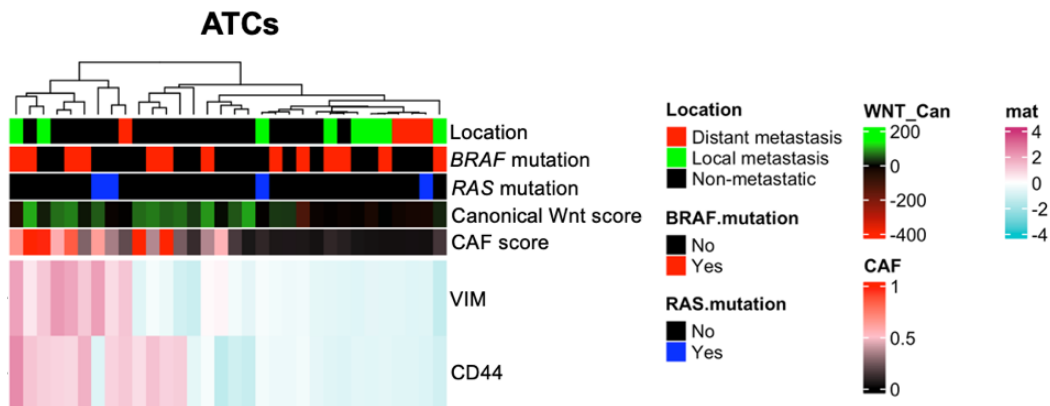 ATCs
Location
BRAF mutation
RAS mutation
Canonical Wnt score
CAF score
VIM
CD44
Location
Distant metastasis
Local metastasis
Non-metastatic
BRAF.mutation
No
Yes
RAS.mutation
No
Yes
WNT_Can
200
0
-200
-400
CAF
1
0.5
0
mat
4
2
0
-2
-4